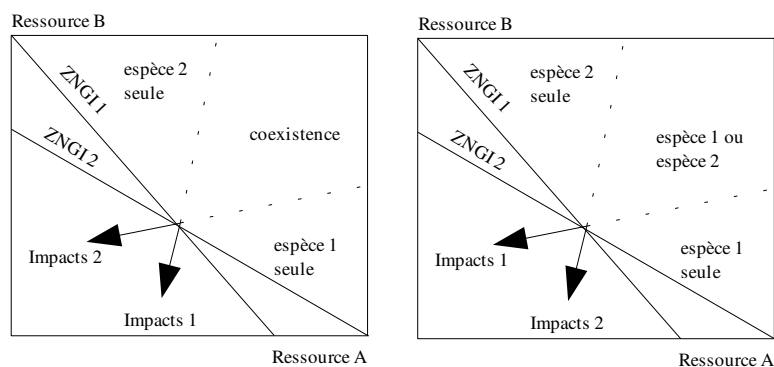 Ressource B
ZNGI 1
ZNGI 2
espèce 2
seule
coexistence
espèce 1
seule
Impacts 2
Impacts 1
Ressource A
Ressource B
ZNGI 1
ZNGI 2
espèce 2
seule
espèce 1 ou
espèce 2
espèce 1
seule
Impacts 1
Impacts 2
Ressource A